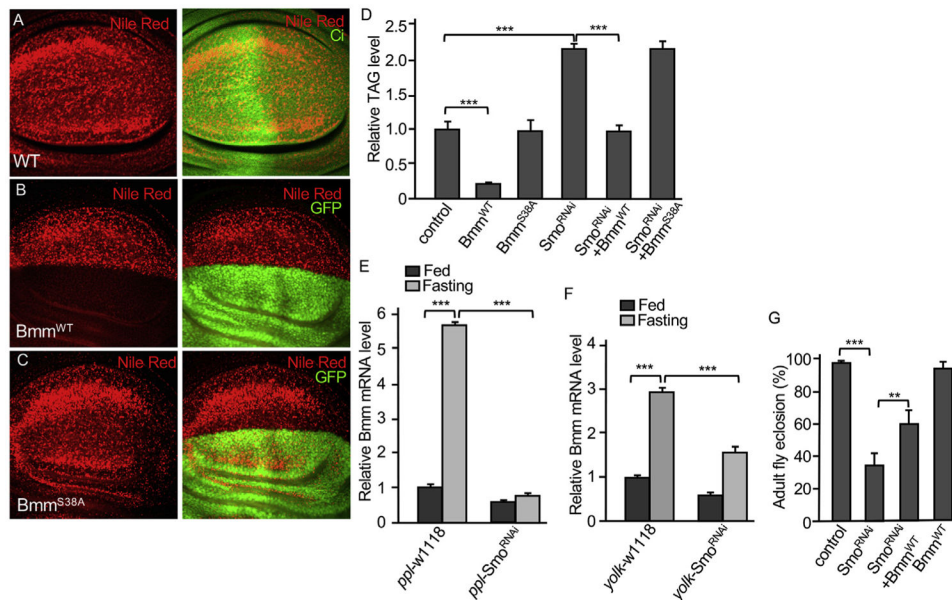 A
Nile Red
Nile Red
Ci
WT
B
Nile Red
Nile Red
GFP
Bmm^WT
C
Nile Red
Nile Red
GFP
Bmm^S38A
D
Relative TAG level
2.5
2.0
1.5
1.0
0.5
0
***
***
***
control
Bmm^WT
Bmm^S38A
Smo^RNAi
Smo^RNAi
+Bmm^WT
Smo^RNAi
+Bmm^S38A
E
Fed
Fasting
Relative Bmm mRNA level
6
5
4
3
2
1
0
***
***
ppl-w1118
ppl-Smo^RNAi
F
Fed
Fasting
Relative Bmm mRNA level
4
3
2
1
0
***
***
yolk-w1118
yolk-Smo^RNAi
G
Adult fly eclosion (%)
100
80
60
40
20
0
***
**
control
Smo^RNAi
Smo^RNAi
+Bmm^WT
Bmm^WT